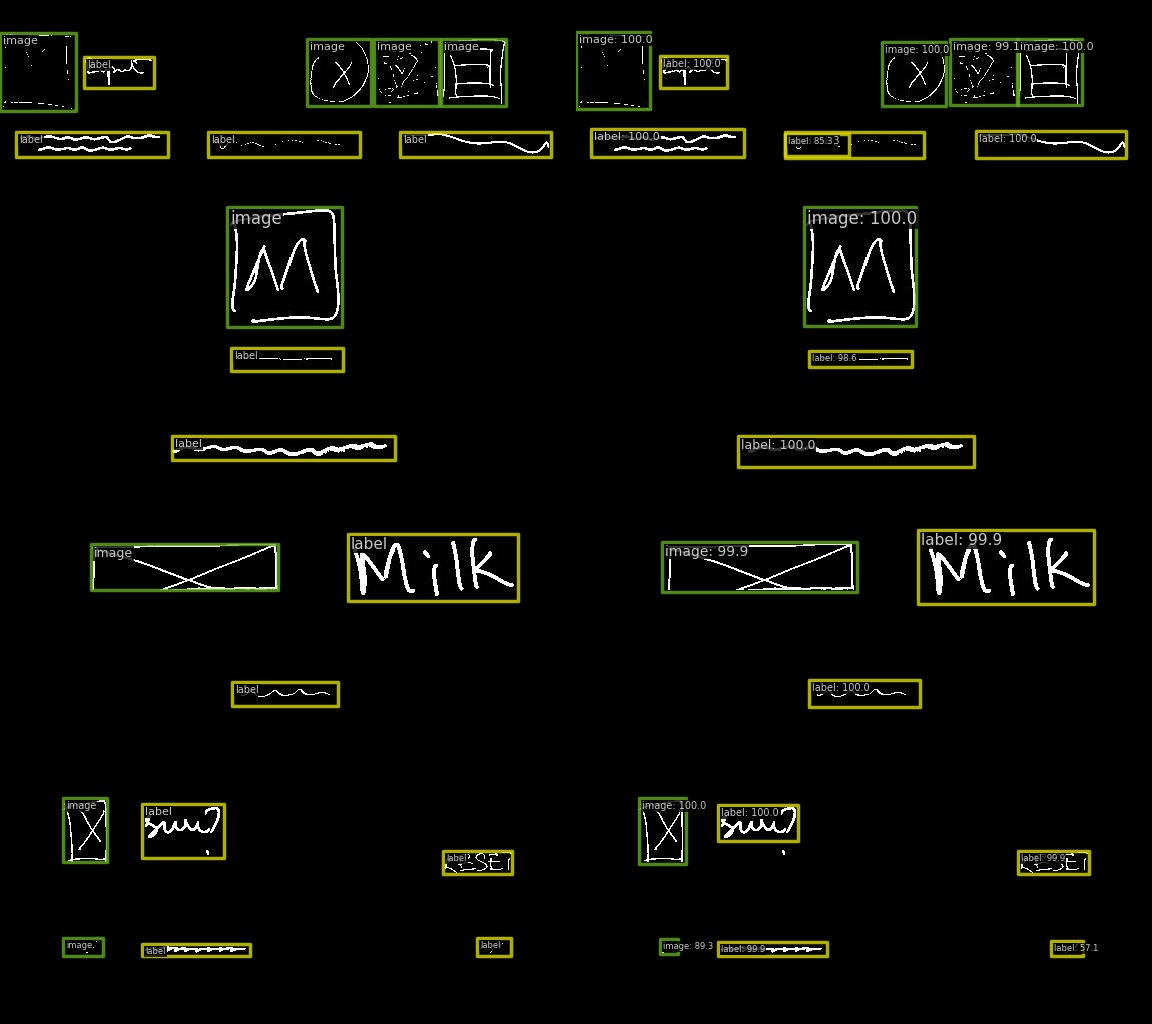 image image: 100.0
label label: 100.0
image image image image: 100.0 image: 99.1 image: 100.0
label label label label: 100.0 label: 100.0
image image: 100.0
M M
label label: 98.6
label label: 100.0
image label image: 99.9 label: 99.9
Milk Milk
label label: 100.0
image label image: 100.0 label: 100.0
label label: 99.9
image label label image: 89.3 label: 99.9 label: 57.1